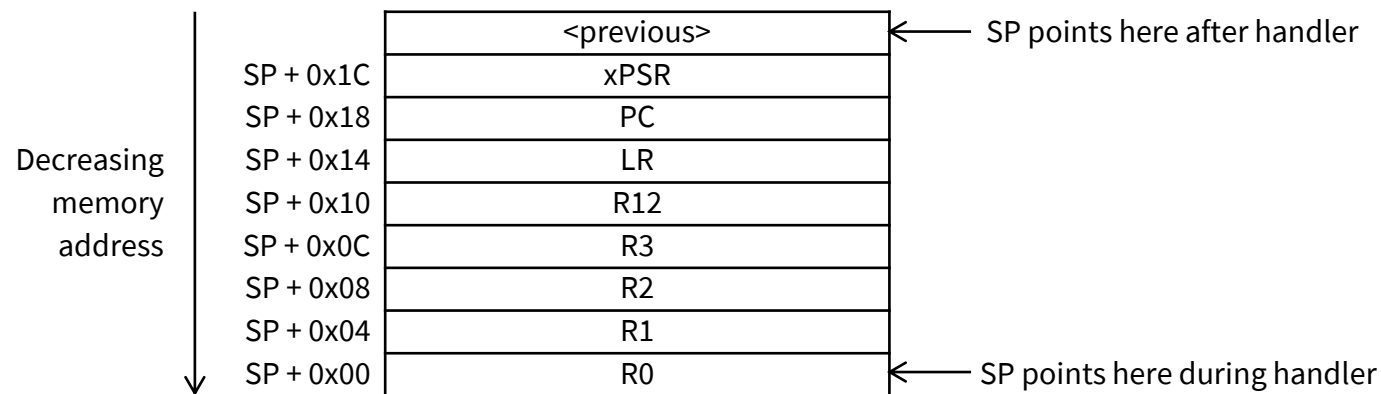 <previous>
SP points here after handler
SP + 0x1C
xPSR
SP + 0x18
PC
Decreasing
memory
address
SP + 0x14
LR
SP + 0x10
R12
SP + 0x0C
R3
SP + 0x08
R2
SP + 0x04
R1
SP + 0x00
R0
SP points here during handler